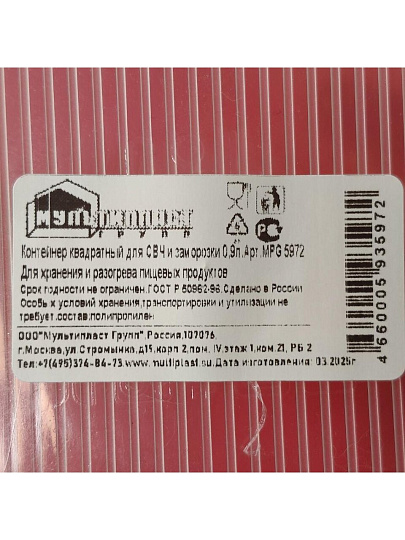 МУЛЬТИПЛАСТ
ГРУПП
Контейнер квадратный для СВЧ и заморозки 0,9л.Арт.MPG 5972
Для хранения и разогрева пищевых продуктов
Срок годности не ограничен.ГОСТ Р 50962-96.Сделано в России
Особых условий хранения,транспортировки и утилизации не
требует.состав:полипропилен
ООО"Мультипласт Групп".Россия,107076,
г.Москва,ул.Стромынка,д19,корп 2,пом. IV.этаж 1,ком.21, РБ 2
Тел:+7(495)374-84-73.www.multiplast.su.Дата изготовления: 03.2025г
4660005935972